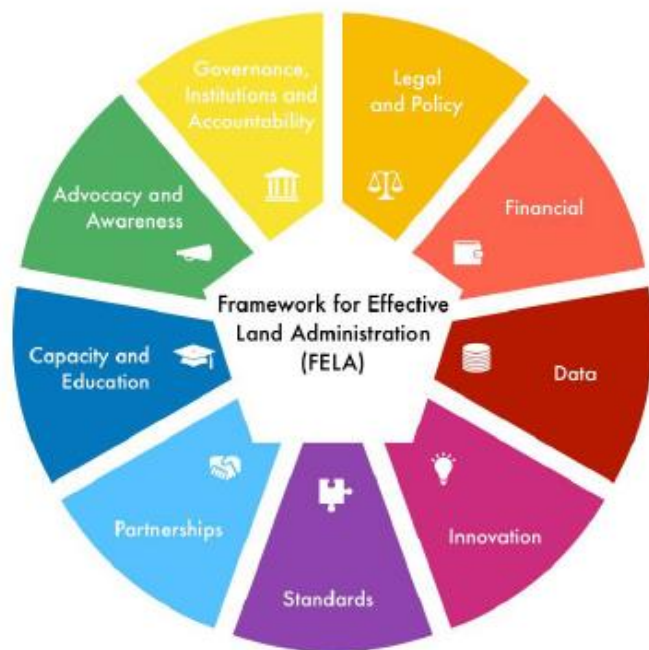 Framework for Effective
Land Administration
(FELA)
Governance,
Institutions and
Accountability
Legal
and Policy
Financial
Data
Innovation
Standards
Partnerships
Capacity and
Education
Advocacy and
Awareness